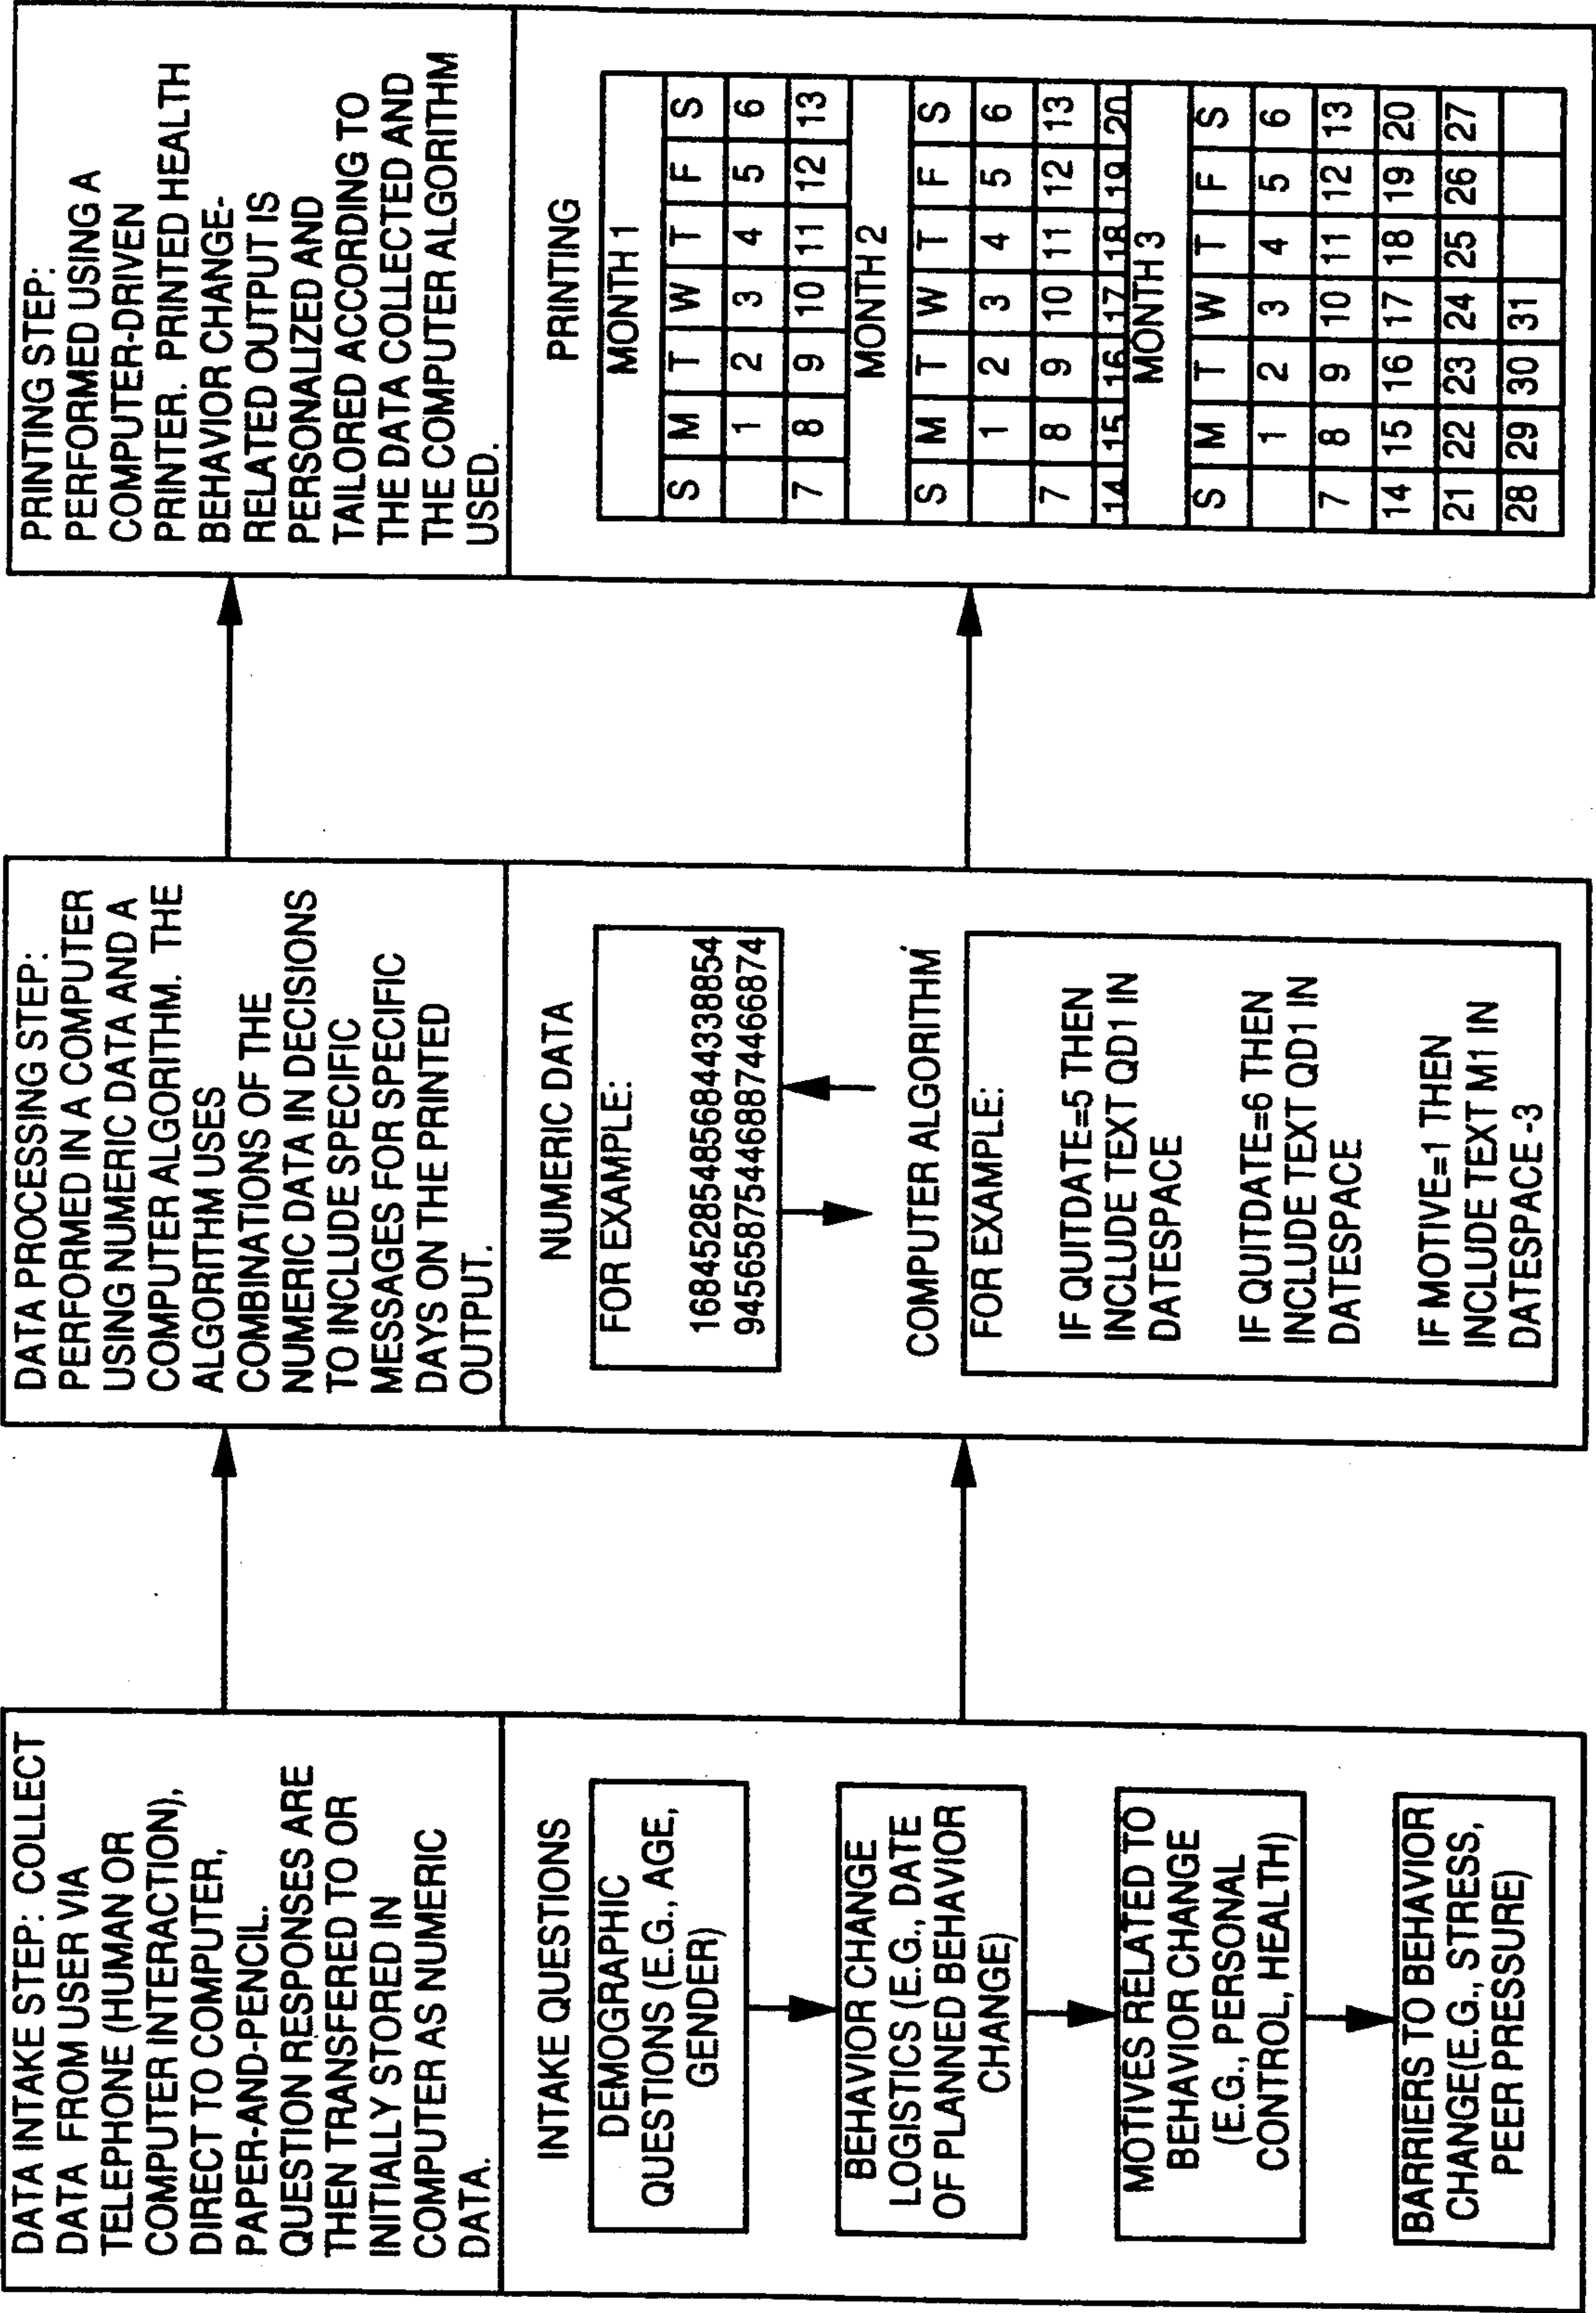 DATA INTAKE STEP: COLLECT
DATA FROM USER VIA
TELEPHONE (HUMAN OR
COMPUTER INTERACTION),
DIRECT TO COMPUTER,
PAPER-AND-PENCIL.
QUESTION RESPONSES ARE
THEN TRANSFERED TO OR
INITIALLY STORED IN
COMPUTER AS NUMERIC
DATA.
INTAKE QUESTIONS
DEMOGRAPHIC
QUESTIONS (E.G., AGE,
GENDER)
BEHAVIOR CHANGE
LOGISTICS (E.G., DATE
OF PLANNED BEHAVIOR
CHANGE)
MOTIVES RELATED TO
BEHAVIOR CHANGE
(E.G., PERSONAL
CONTROL, HEALTH)
BARRIERS TO BEHAVIOR
CHANGE(E.G., STRESS,
PEER PRESSURE)
DATA PROCESSING STEP:
PERFORMED IN A COMPUTER
USING NUMERIC DATA AND A
COMPUTER ALGORITHM. THE
ALGORITHM USES
COMBINATIONS OF THE
NUMERIC DATA IN DECISIONS
TO INCLUDE SPECIFIC
MESSAGES FOR SPECIFIC
DAYS ON THE PRINTED
OUTPUT.
NUMERIC DATA
FOR EXAMPLE:
1684528548568443388​54
9456587544688744668​74
COMPUTER ALGORITHM
FOR EXAMPLE:
IF QUITDATE=5 THEN
INCLUDE TEXT QD1 IN
DATESPACE
IF QUITDATE=6 THEN
INCLUDE TEXT QD1 IN
DATESPACE
IF MOTIVE=1 THEN
INCLUDE TEXT M1 IN
DATESPACE -3
PRINTING STEP:
PERFORMED USING A
COMPUTER-DRIVEN
PRINTER. PRINTED HEALTH
BEHAVIOR CHANGE-
RELATED OUTPUT IS
PERSONALIZED AND
TAILORED ACCORDING TO
THE DATA COLLECTED AND
THE COMPUTER ALGORITHM
USED.
PRINTING
MONTH 1
S M T W T F S
1 2 3 4 5 6
7 8 9 10 11 12 13
MONTH 2
S M T W T F S
1 2 3 4 5 6
7 8 9 10 11 12 13
14 15 16 17 18 19 20
MONTH 3
S M T W T F S
1 2 3 4 5 6
7 8 9 10 11 12 13
14 15 16 17 18 19 20
21 22 23 24 25 26 27
28 29 30 31